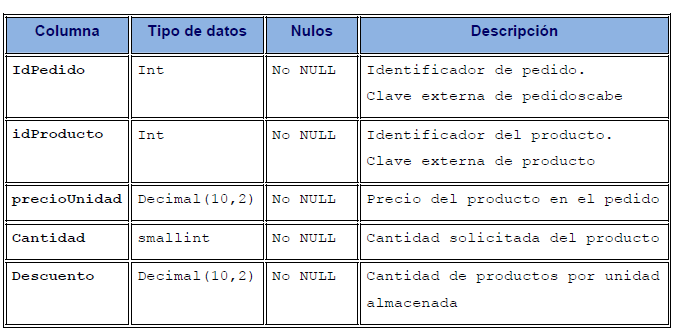 Columna Tipo de datos Nulos Descripción
IdPedido Int No NULL Identificador de pedido.
Clave externa de pedidoscabe
idProducto Int No NULL Identificador del producto.
Clave externa de producto
precioUnidad Decimal(10,2) No NULL Precio del producto en el pedido
Cantidad smallint No NULL Cantidad solicitada del producto
Descuento Decimal(10,2) No NULL Cantidad de productos por unidad
almacenada